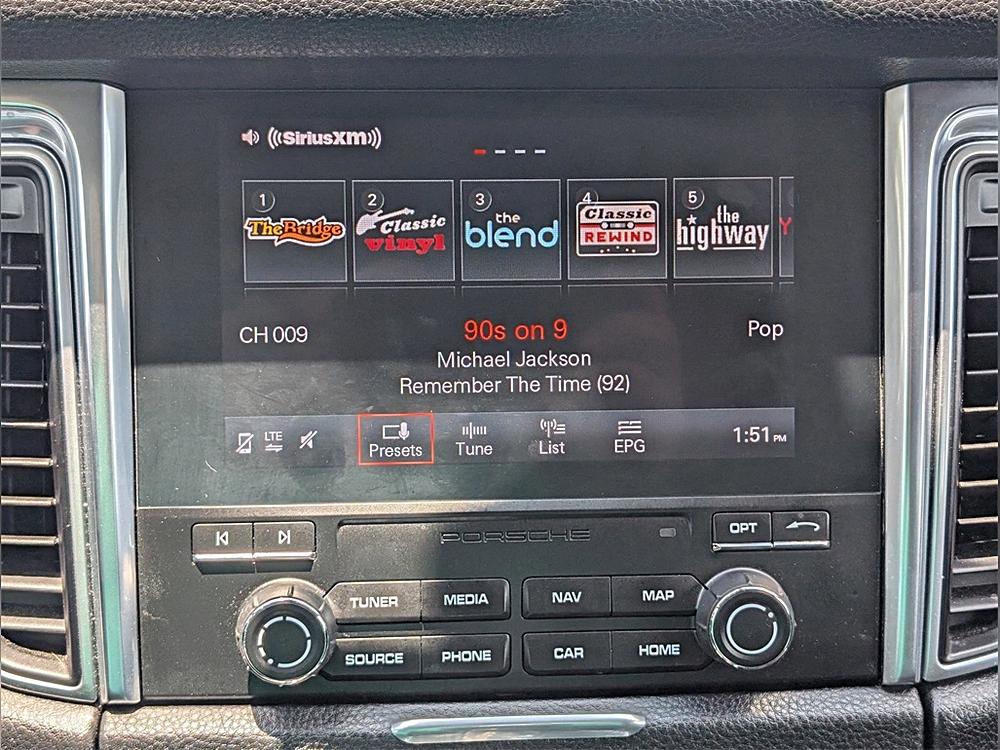 ((SiriusXM))
1 2 3 4 5
TheBridge
Classic
vinyl
the
blend
Classic
REWIND
the
highway
Y
CH 009
90s on 9
Pop
Michael Jackson
Remember The Time (92)
LTE
Presets
Tune
List
EPG
1:51 PM
PORSCHE
OPT
TUNER
MEDIA
NAV
MAP
SOURCE
PHONE
CAR
HOME